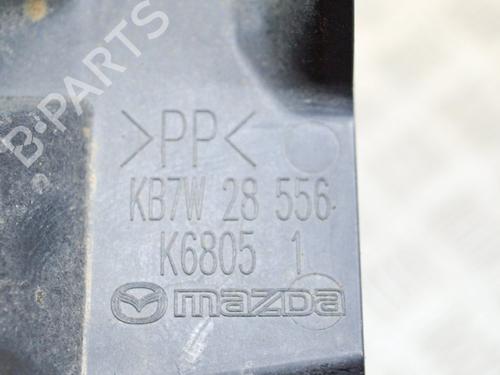 B-PARTS
>PP<
KB7W 28 556
K6805 1
mazda